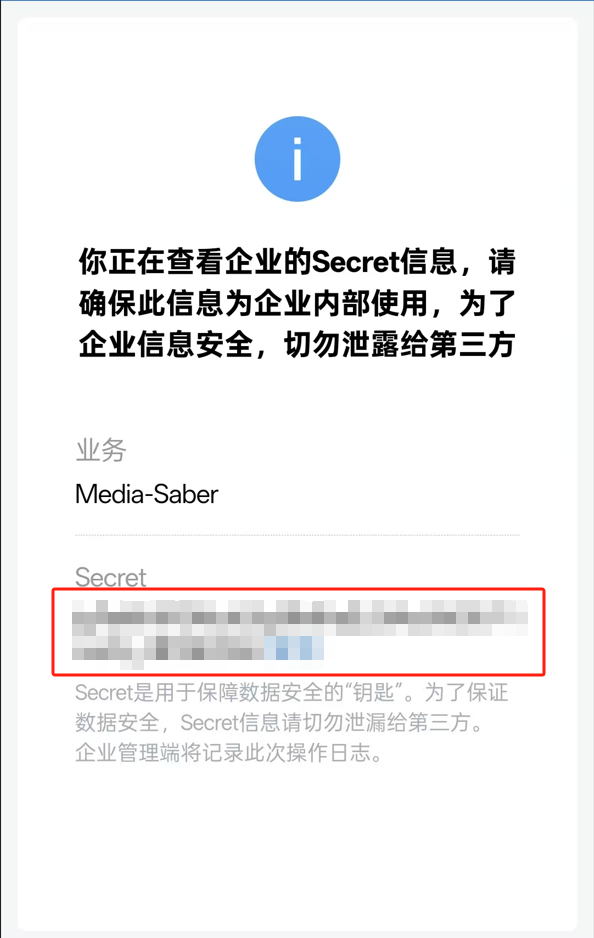 你正在查看企业的Secret信息，请
确保此信息为企业内部使用，为了
企业信息安全，切勿泄露给第三方
业务
Media-Saber
Secret
Secret是用于保障数据安全的“钥匙”。为了保证
数据安全，Secret信息请切勿泄漏给第三方。
企业管理端将记录此次操作日志。